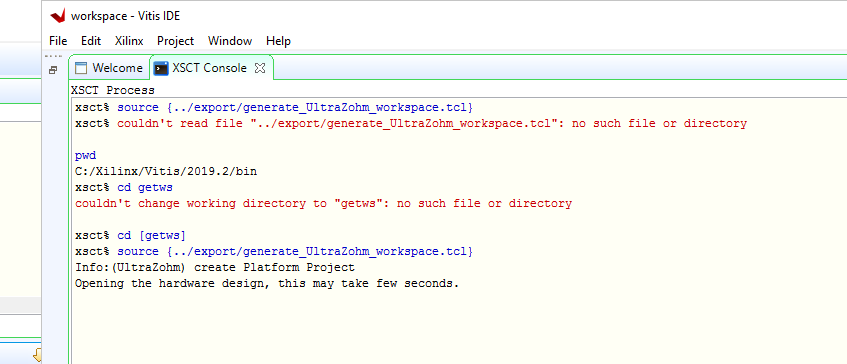 workspace - Vitis IDE
File Edit Xilinx Project Window Help
Welcome XSCT Console
XSCT Process
xsct% source {../export/generate_UltraZohm_workspace.tcl}
xsct% couldn't read file "../export/generate_UltraZohm_workspace.tcl": no such file or directory
pwd
C:/Xilinx/Vitis/2019.2/bin
xsct% cd getws
couldn't change working directory to "getws": no such file or directory
xsct% cd [getws]
xsct% source {../export/generate_UltraZohm_workspace.tcl}
Info:(UltraZohm) create Platform Project
Opening the hardware design, this may take few seconds.